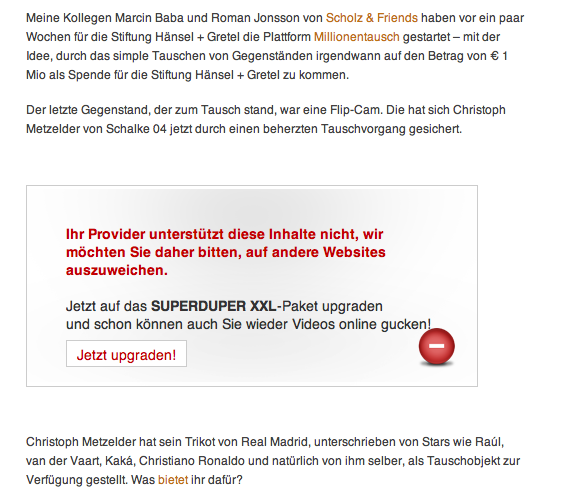 Meine Kollegen Marcin Baba und Roman Jonsson von Scholz & Friends haben vor ein paar
Wochen für die Stiftung Hänsel + Gretel die Plattform Millionentausch gestartet – mit der
Idee, durch das simple Tauschen von Gegenständen irgendwann auf den Betrag von € 1
Mio als Spende für die Stiftung Hänsel + Gretel zu kommen.
Der letzte Gegenstand, der zum Tausch stand, war eine Flip-Cam. Die hat sich Christoph
Metzelder von Schalke 04 jetzt durch einen beherzten Tauschvorgang gesichert.
Ihr Provider unterstützt diese Inhalte nicht, wir
möchten Sie daher bitten, auf andere Websites
auszuweichen.
Jetzt auf das SUPERDUPER XXL-Paket upgraden
und schon können auch Sie wieder Videos online gucken!
Jetzt upgraden!
Christoph Metzelder hat sein Trikot von Real Madrid, unterschrieben von Stars wie Raúl,
van der Vaart, Kaká, Christiano Ronaldo und natürlich von ihm selber, als Tauschobjekt zur
Verfügung gestellt. Was bietet ihr dafür?